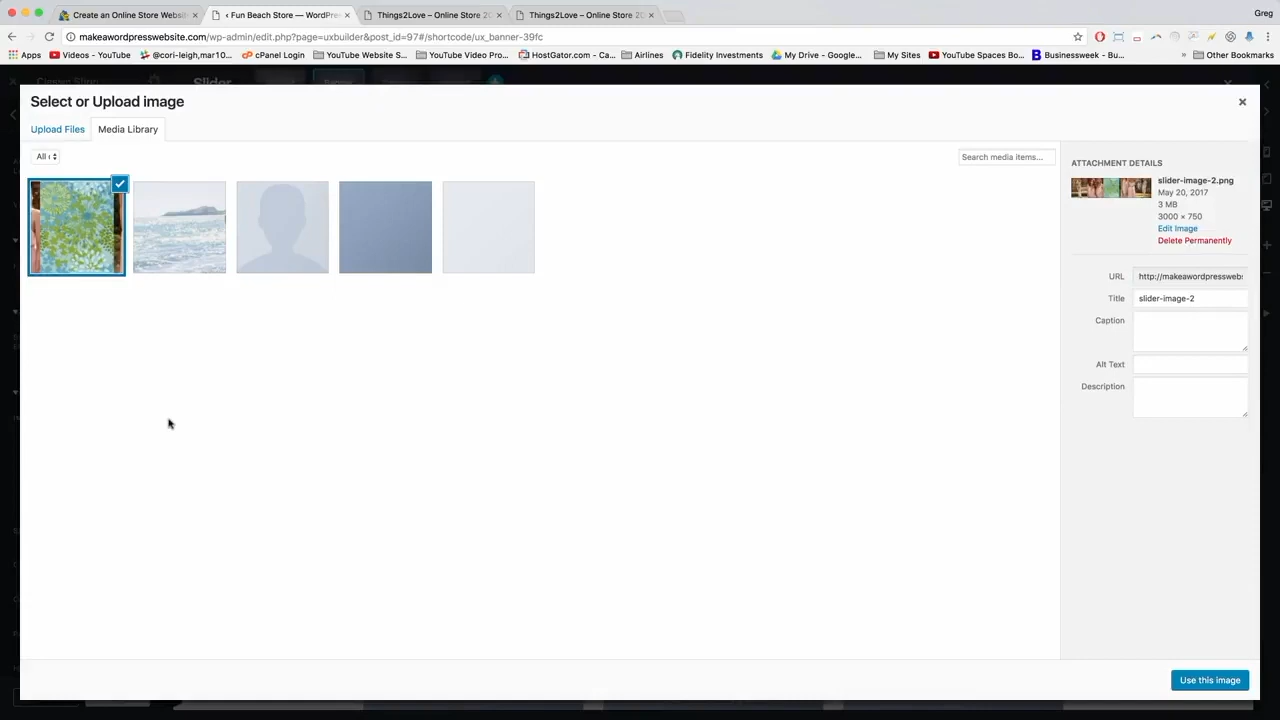 Create an Online Store Websit
‹ Fun Beach Store — WordPre
Things2Love – Online Store 20
Things2Love – Online Store 20
Greg
makeawordpresswebsite.com/wp-admin/edit.php?page=uxbuilder&post_id=97#/shortcode/ux_banner-39fc
Apps
Videos - YouTube
@cori-leigh,mar10...
cPanel Login
YouTube Website S...
YouTube Video Pro...
HostGator.com - Ca...
Airlines
Fidelity Investments
My Drive - Google...
My Sites
YouTube Spaces Bo...
Businessweek - Bu...
Other Bookmarks
Slider
Select or Upload image
Upload Files
Media Library
All
Search media items...
ATTACHMENT DETAILS
slider-image-2.png
May 20, 2017
3 MB
3000 × 750
Edit Image
Delete Permanently
URL http://makeawordpresswebs
Title slider-image-2
Caption
Alt Text
Description
Use this image